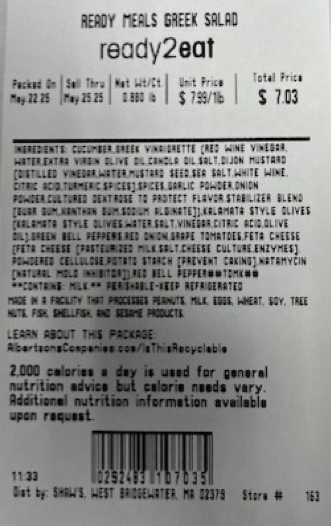 READY MEALS GREEK SALAD
ready2eat
Packed On | Sell Thru | Net Wt/Ct. | Unit Price | Total Price
May.22.25 | May.25.25 | 0.880 lb | $ 7.99/lb | $ 7.03
INGREDIENTS: CUCUMBER,GREEK VINAIGRETTE [RED WINE VINEGAR,
WATER,EXTRA VIRGIN OLIVE OIL,CANOLA OIL,SALT,DIJON MUSTARD
[DISTILLED VINEGAR,WATER,MUSTARD SEED,SEA SALT,WHITE WINE,
CITRIC ACID,TURMERIC,SPICES],SPICES,GARLIC POWDER,ONION
POWDER,CULTURED DEXTROSE TO PROTECT FLAVOR,STABILIZER BLEND
[GUAR GUM,XANTHAN GUM,SODIUM ALGINATE]],KALAMATA STYLE OLIVES
[KALAMATA STYLE OLIVES,WATER,SALT,VINEGAR,CITRIC ACID,OLIVE
OIL],GREEN BELL PEPPERS,RED ONION,GRAPE TOMATOES,FETA CHEESE
[FETA CHEESE [PASTEURIZED MILK,SALT,CHEESE CULTURE,ENZYMES],
POWDERED CELLULOSE,POTATO STARCH [PREVENT CAKING],NATAMYCIN
[NATURAL MOLD INHIBITOR]],RED BELL PEPPER##TOMK##
**CONTAINS: MILK.** PERISHABLE-KEEP REFRIGERATED
MADE IN A FACILITY THAT PROCESSES PEANUTS, MILK, EGGS, WHEAT, SOY, TREE
NUTS, FISH, SHELLFISH, AND SESAME PRODUCTS.
LEARN ABOUT THIS PACKAGE:
AlbertsonsCompanies.com/IsThisRecyclable
2,000 calories a day is used for general
nutrition advice but calorie needs vary.
Additional nutrition information available
upon request.
11:33
0 252483 107035
Dist by: SHAW'S, WEST BRIDGEWATER, MA 02379 Store # 163